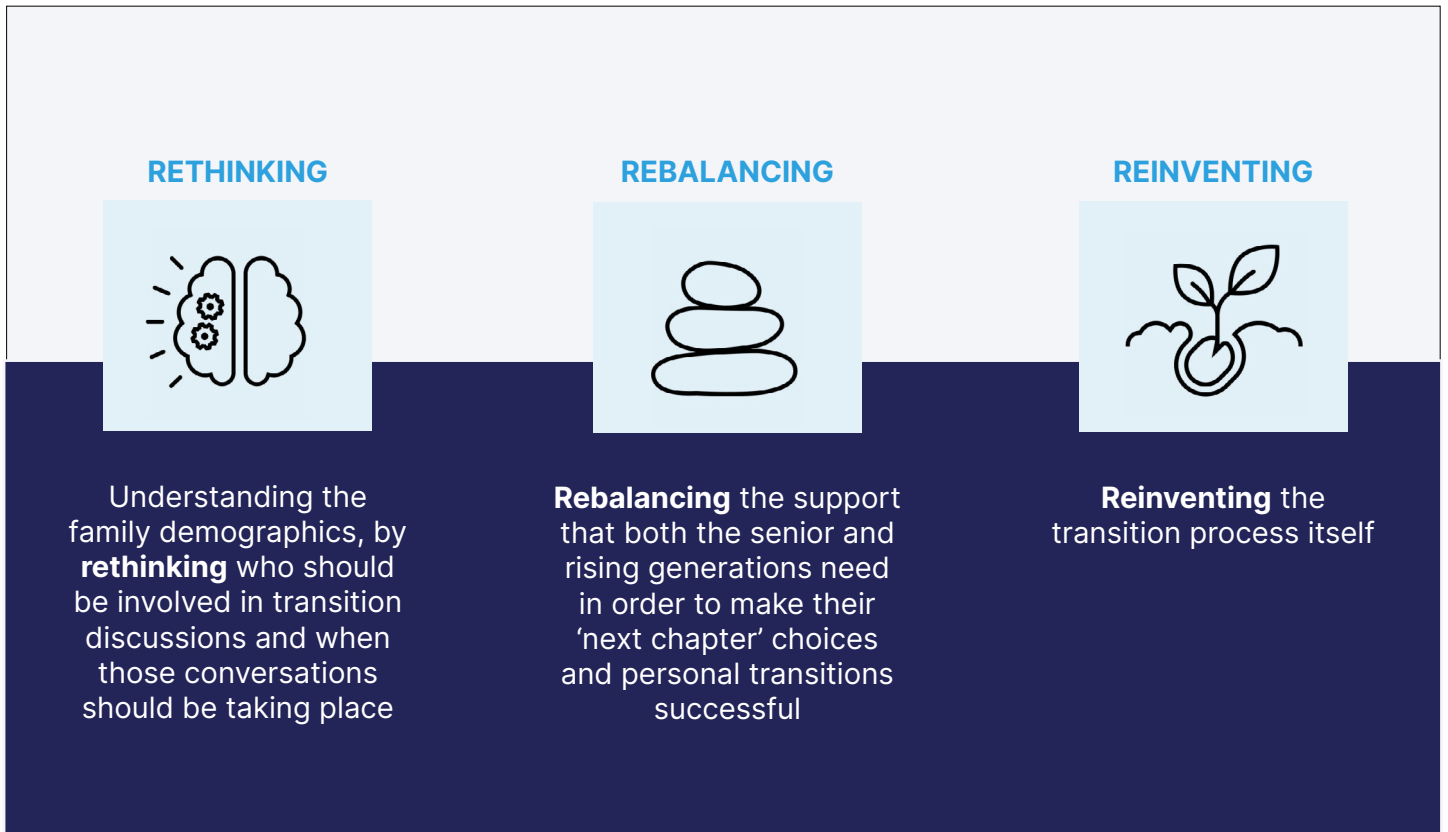 RETHINKING
Understanding the
family demographics, by
rethinking who should
be involved in transition
discussions and when
those conversations
should be taking place
REBALANCING
Rebalancing the support
that both the senior and
rising generations need
in order to make their
‘next chapter’ choices
and personal transitions
successful
REINVENTING
Reinventing the
transition process itself